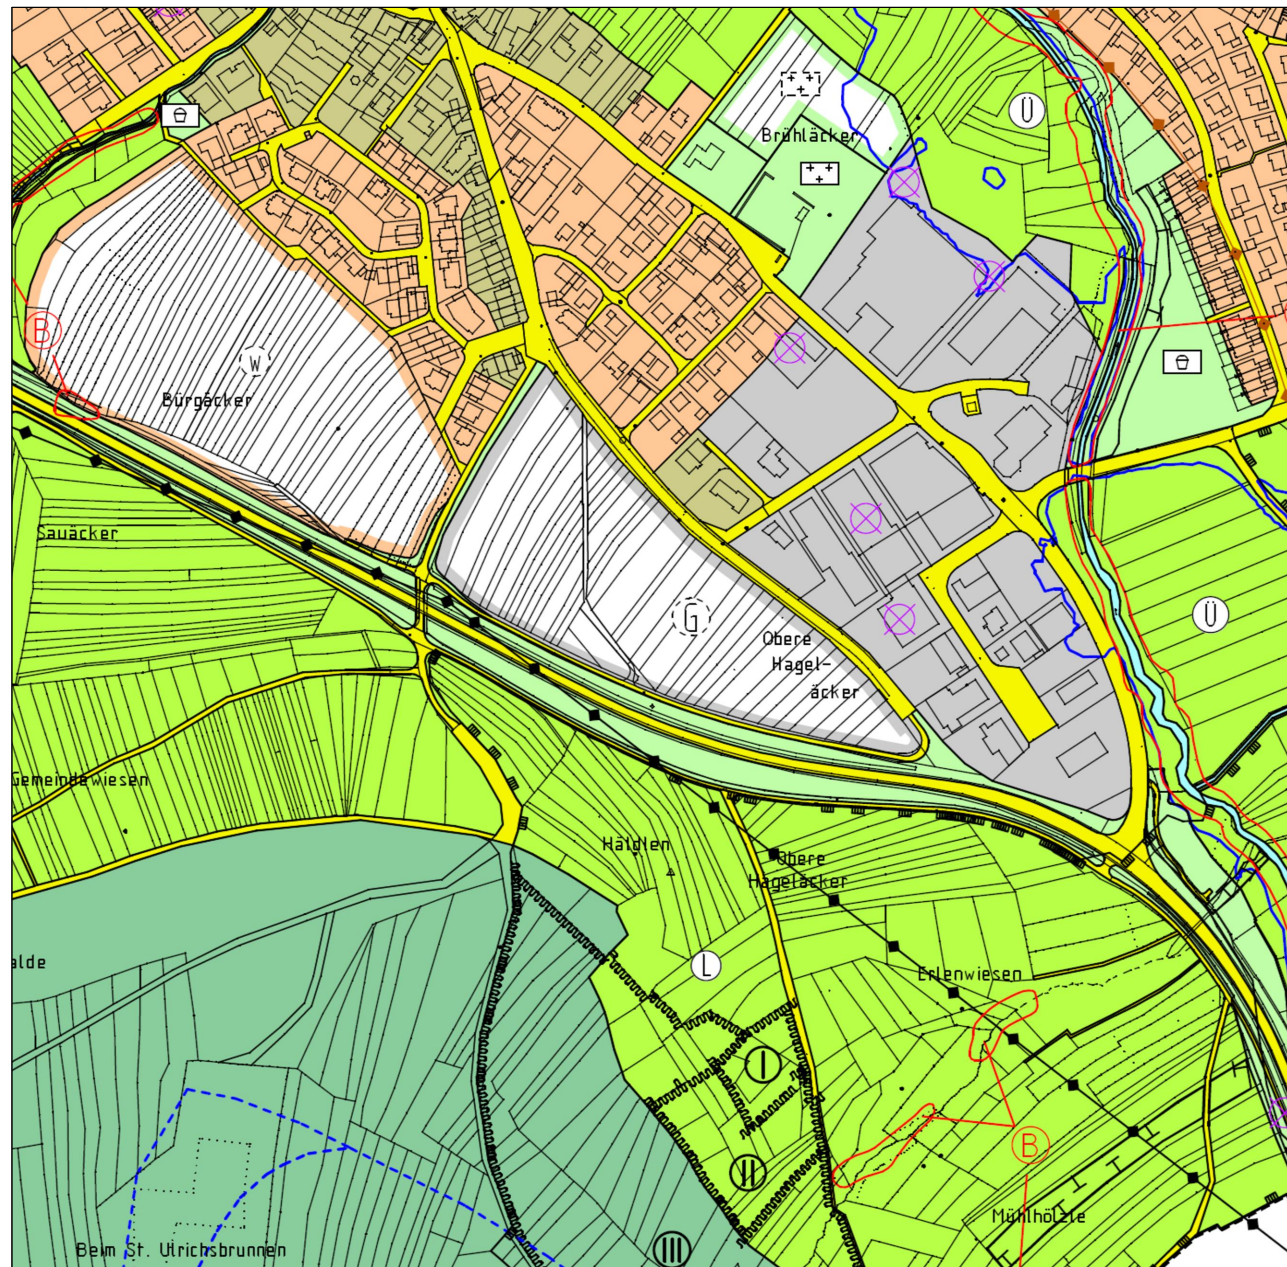 Brühläcker
Ü
B
W
Bürgäcker
Sauäcker
G
Obere
Hagel-
äcker
Ü
Gemeindewiesen
Häldlen
Obere
Hageläcker
alde
L
Erlenwiesen
I
B
II
Mühlhölzle
Beim St. Ulrichsbrunnen
III